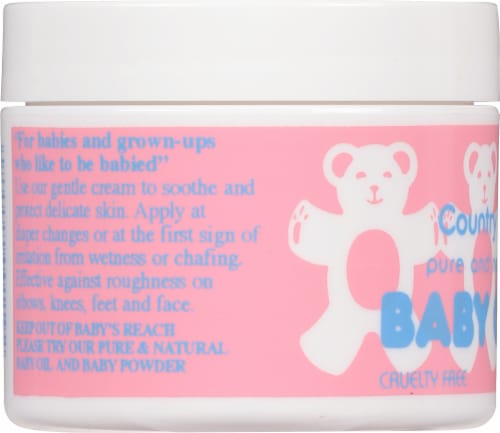 "For babies and grown-ups
who like to be babied"
Use our gentle cream to soothe and
protect delicate skin. Apply at
diaper changes or at the first sign of
irritation from wetness or chafing.
Effective against roughness on
elbows, knees, feet and face.
KEEP OUT OF BABY'S REACH
PLEASE TRY OUR PURE & NATURAL
BABY OIL AND BABY POWDER
Country
pure and
BABY
CRUELTY FREE